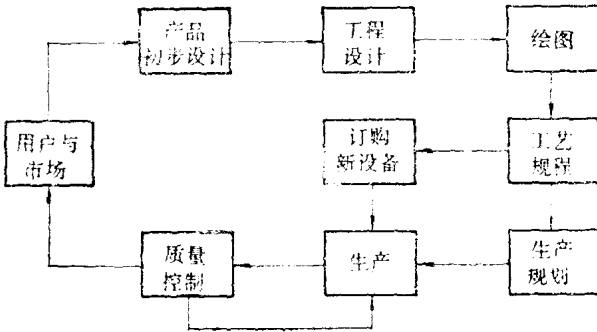 产品
初步设计
工程
设计
绘图
用户与
市场
订购
新设备
工艺
规程
质量
控制
生产
生产
规划